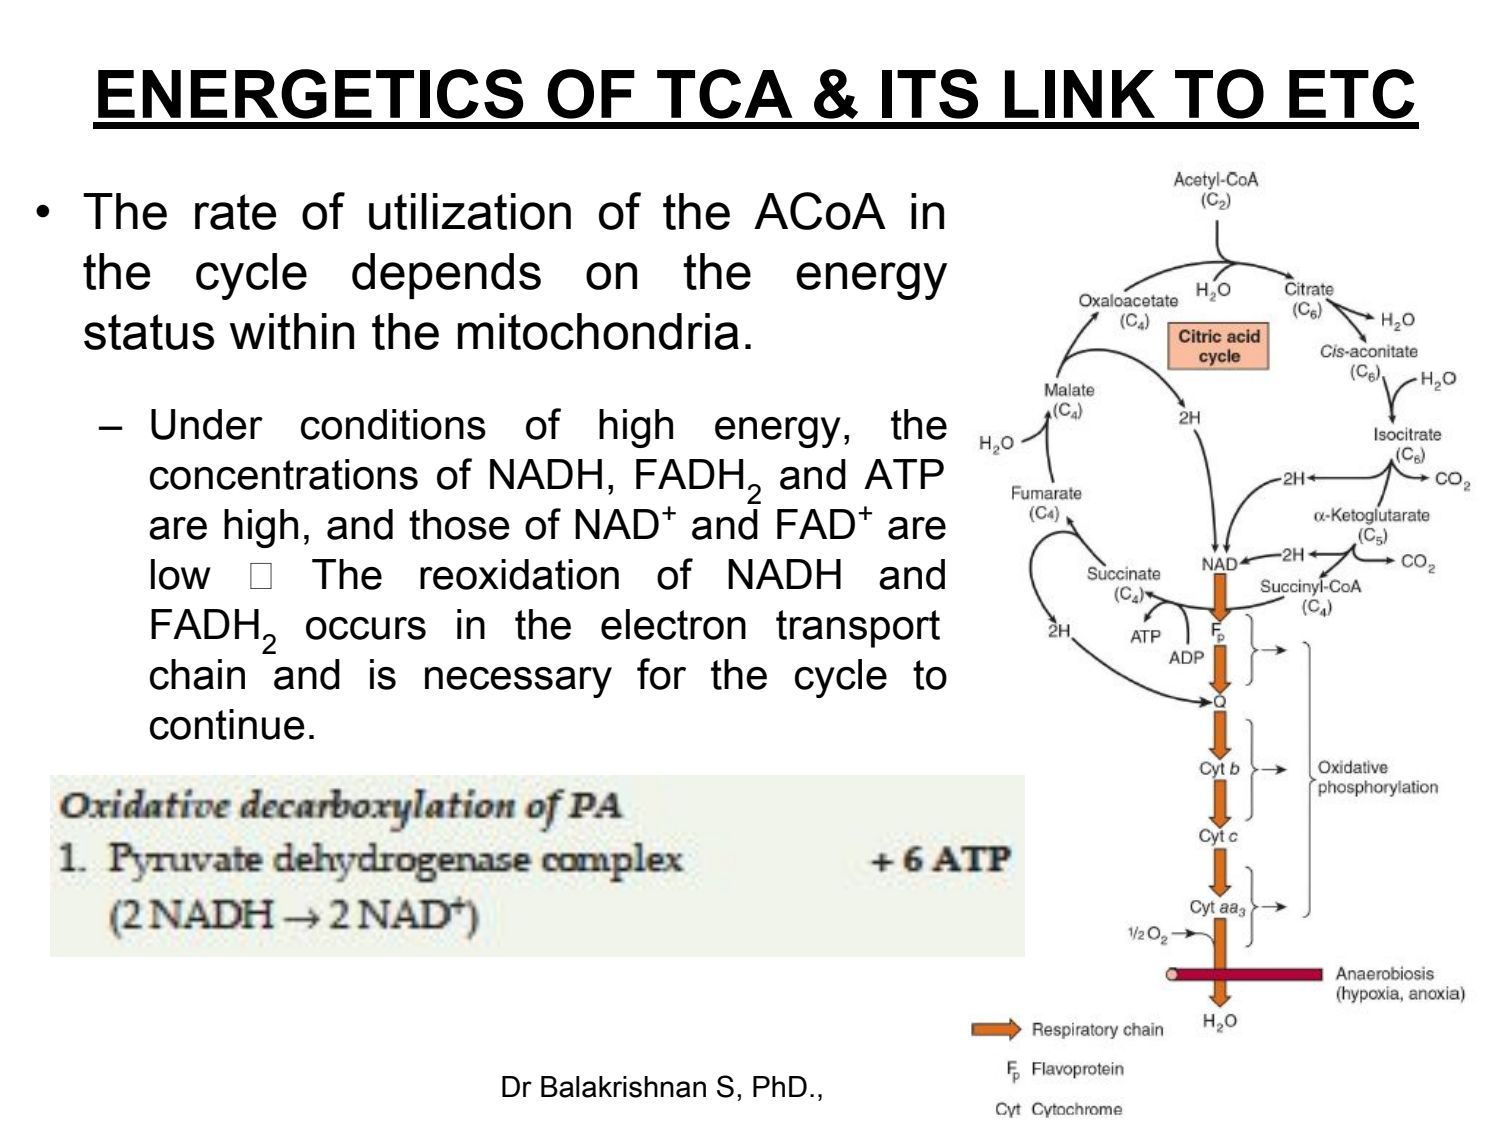 ENERGETICS OF TCA & ITS LINK TO ETC
• The rate of utilization of the ACoA in
the cycle depends on the energy
status within the mitochondria.
– Under conditions of high energy, the
concentrations of NADH, FADH₂ and ATP
are high, and those of NAD⁺ and FAD⁺ are
low □ The reoxidation of NADH and
FADH₂ occurs in the electron transport
chain and is necessary for the cycle to
continue.
Oxidative decarboxylation of PA
1. Pyruvate dehydrogenase complex + 6 ATP
(2 NADH → 2 NAD⁺)
Acetyl-CoA
(C₂)
H₂O
Oxaloacetate
(C₄)
Citrate
(C₆)
H₂O
Citric acid
cycle
Cis-aconitate
(C₆)
H₂O
Malate
(C₄)
2H
H₂O
Isocitrate
(C₆)
2H
CO₂
Fumarate
(C₄)
α-Ketoglutarate
(C₅)
2H
CO₂
NAD
Succinate
(C₄)
Succinyl-CoA
(C₄)
2H
ATP
ADP
Fₚ
Q
Cyt b
Oxidative
phosphorylation
Cyt c
Cyt aa₃
½ O₂
Anaerobiosis
(hypoxia, anoxia)
H₂O
Respiratory chain
Fₚ Flavoprotein
Cyt Cytochrome
Dr Balakrishnan S, PhD.,